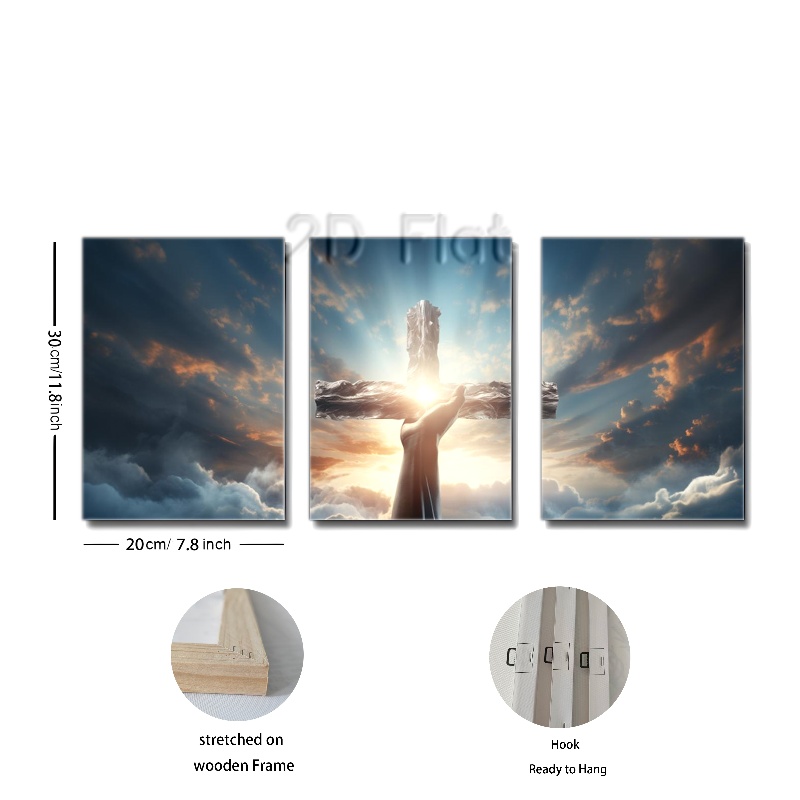 2D Flat
30cm/11.8inch
20cm/ 7.8 inch
stretched on
wooden Frame
Hook
Ready to Hang